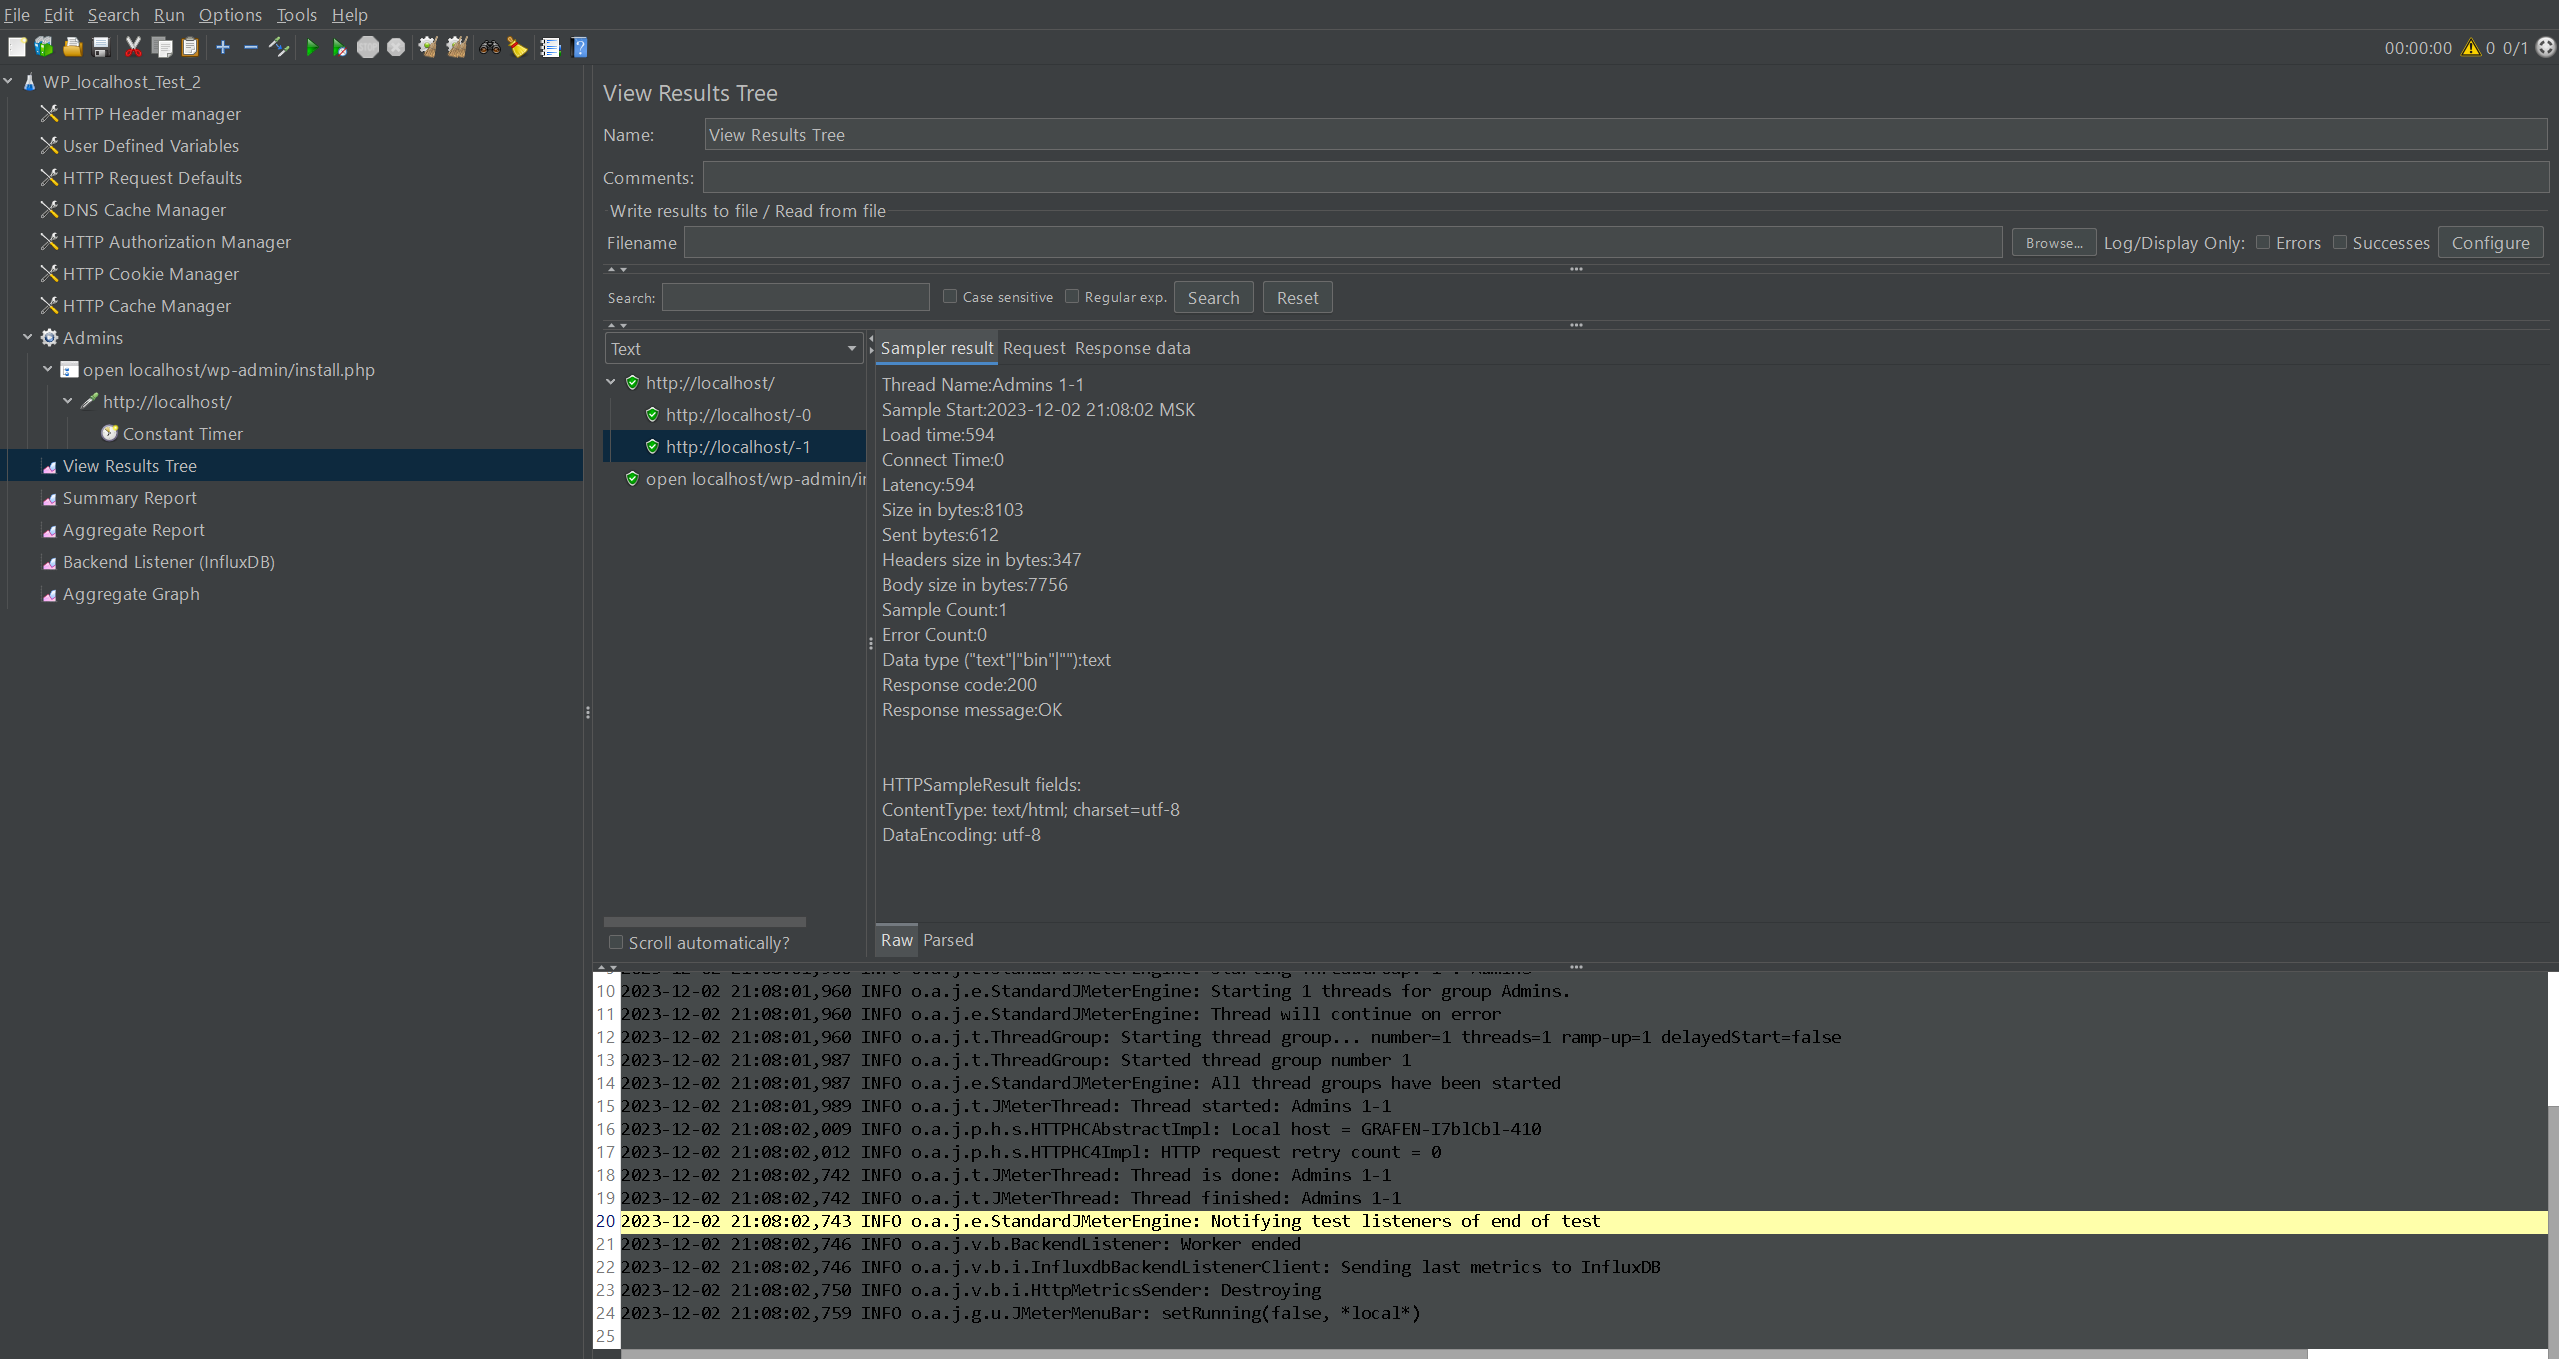 File Edit Search Run Options Tools Help
00:00:00 0 0/1
WP_localhost_Test_2
HTTP Header manager
User Defined Variables
HTTP Request Defaults
DNS Cache Manager
HTTP Authorization Manager
HTTP Cookie Manager
HTTP Cache Manager
Admins
open localhost/wp-admin/install.php
http://localhost/
Constant Timer
View Results Tree
Summary Report
Aggregate Report
Backend Listener (InfluxDB)
Aggregate Graph
View Results Tree
Name: View Results Tree
Comments:
Write results to file / Read from file
Filename Browse... Log/Display Only: Errors Successes Configure
Search: Case sensitive Regular exp. Search Reset
Text
http://localhost/
http://localhost/-0
http://localhost/-1
open localhost/wp-admin/i
Scroll automatically?
Sampler result Request Response data
Thread Name:Admins 1-1
Sample Start:2023-12-02 21:08:02 MSK
Load time:594
Connect Time:0
Latency:594
Size in bytes:8103
Sent bytes:612
Headers size in bytes:347
Body size in bytes:7756
Sample Count:1
Error Count:0
Data type ("text"|"bin"|""):text
Response code:200
Response message:OK
HTTPSampleResult fields:
ContentType: text/html; charset=utf-8
DataEncoding: utf-8
Raw Parsed
10 2023-12-02 21:08:01,960 INFO o.a.j.e.StandardJMeterEngine: Starting 1 threads for group Admins.
11 2023-12-02 21:08:01,960 INFO o.a.j.e.StandardJMeterEngine: Thread will continue on error
12 2023-12-02 21:08:01,960 INFO o.a.j.t.ThreadGroup: Starting thread group... number=1 threads=1 ramp-up=1 delayedStart=false
13 2023-12-02 21:08:01,987 INFO o.a.j.t.ThreadGroup: Started thread group number 1
14 2023-12-02 21:08:01,987 INFO o.a.j.e.StandardJMeterEngine: All thread groups have been started
15 2023-12-02 21:08:01,989 INFO o.a.j.t.JMeterThread: Thread started: Admins 1-1
16 2023-12-02 21:08:02,009 INFO o.a.j.p.h.s.HTTPHCAbstractImpl: Local host = GRAFEN-I7blCbl-410
17 2023-12-02 21:08:02,012 INFO o.a.j.p.h.s.HTTPHC4Impl: HTTP request retry count = 0
18 2023-12-02 21:08:02,742 INFO o.a.j.t.JMeterThread: Thread is done: Admins 1-1
19 2023-12-02 21:08:02,742 INFO o.a.j.t.JMeterThread: Thread finished: Admins 1-1
20 2023-12-02 21:08:02,743 INFO o.a.j.e.StandardJMeterEngine: Notifying test listeners of end of test
21 2023-12-02 21:08:02,746 INFO o.a.j.v.b.BackendListener: Worker ended
22 2023-12-02 21:08:02,746 INFO o.a.j.v.b.i.InfluxdbBackendListenerClient: Sending last metrics to InfluxDB
23 2023-12-02 21:08:02,750 INFO o.a.j.v.b.i.HttpMetricsSender: Destroying
24 2023-12-02 21:08:02,759 INFO o.a.j.g.u.JMeterMenuBar: setRunning(false, *local*)
25